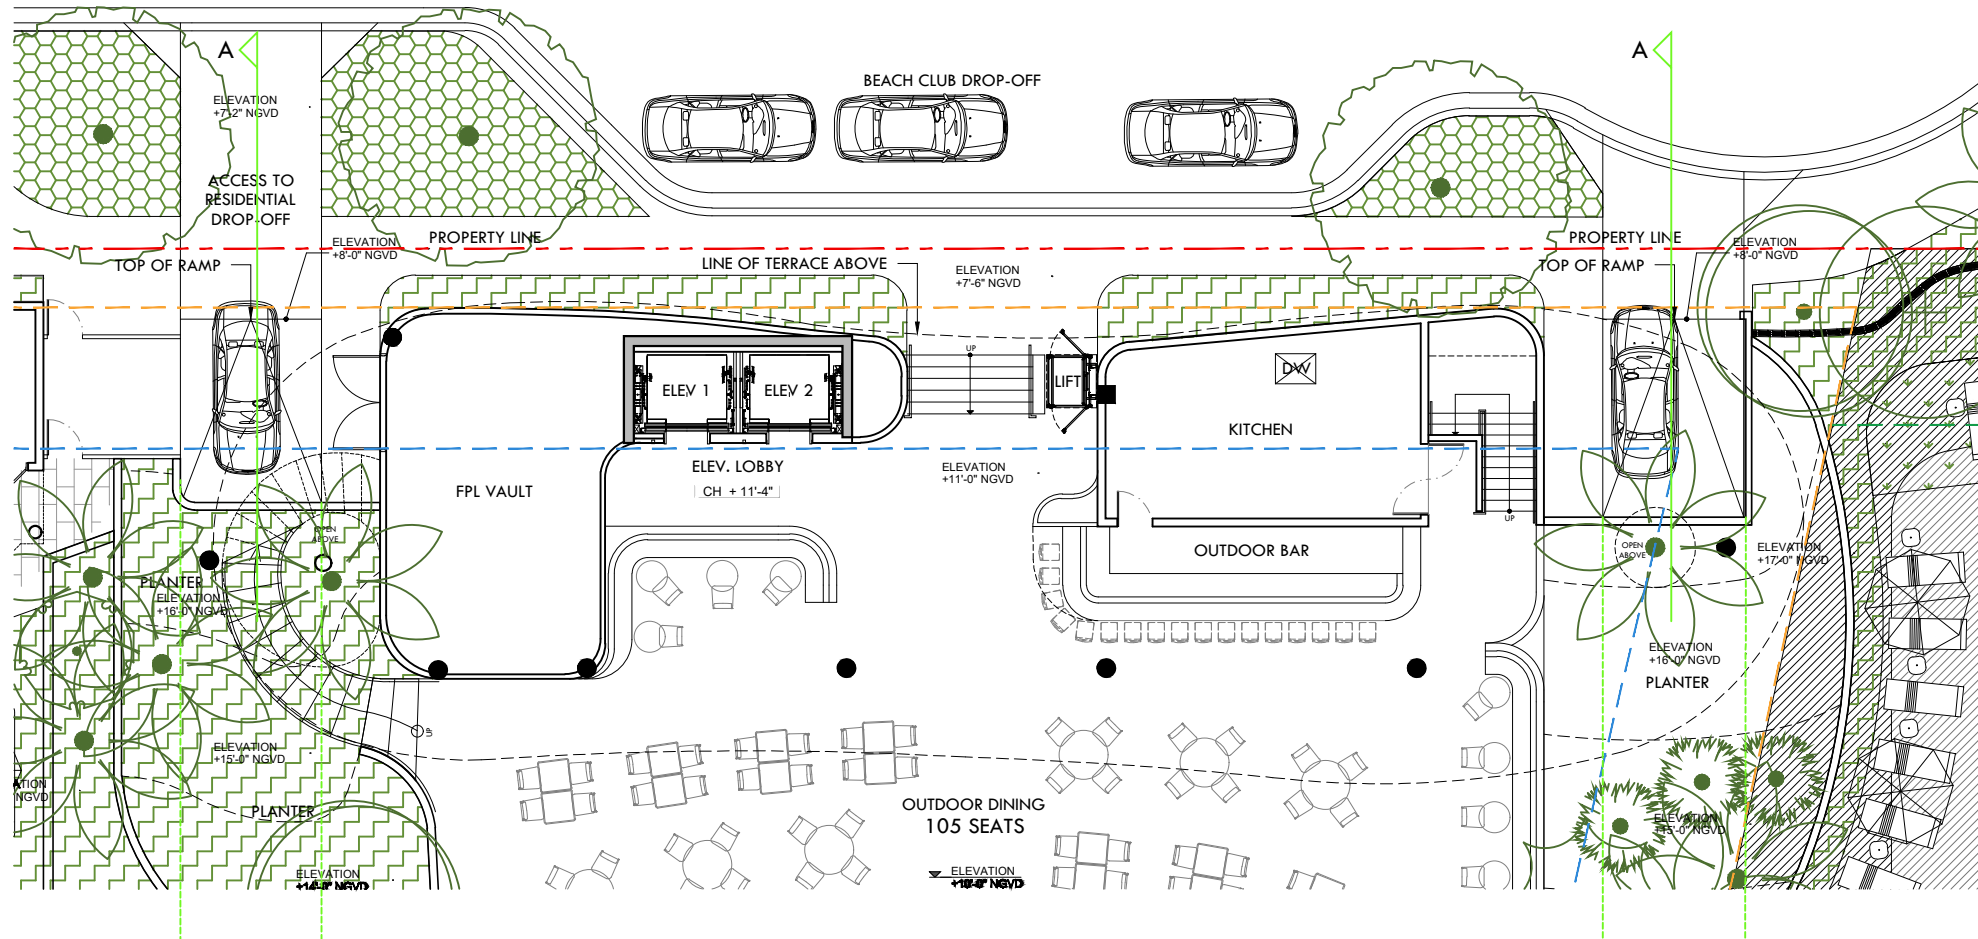 A
A
BEACH CLUB DROP-OFF
ELEVATION
+7'-2" NGVD
ACCESS TO
RESIDENTIAL
DROP-OFF
PROPERTY LINE
PROPERTY LINE
ELEVATION
+8'-0" NGVD
ELEVATION
+8'-0" NGVD
TOP OF RAMP
LINE OF TERRACE ABOVE
TOP OF RAMP
ELEVATION
+7'-6" NGVD
UP
DW
LIFT
ELEV 1
ELEV 2
KITCHEN
ELEV. LOBBY
CH + 11'-4"
ELEVATION
+11'-0" NGVD
FPL VAULT
UP
OPEN
ABOVE
OUTDOOR BAR
OPEN
ABOVE
ELEVATION
+17'-0" NGVD
PLANTER
ELEVATION
+16'-0" NGVD
ELEVATION
+16'-0" NGVD
PLANTER
UP
ELEVATION
+15'-0" NGVD
NGVD
PLANTER
OUTDOOR DINING
105 SEATS
ELEVATION
+15'-0" NGVD
ELEVATION
ELEVATION